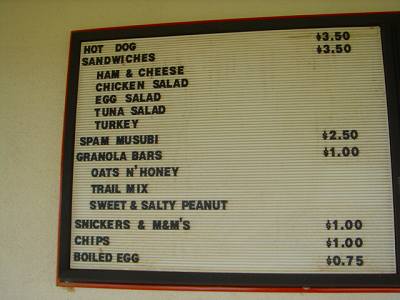 HOT DOG $3.50
SANDWICHES $3.50
HAM & CHEESE
CHICKEN SALAD
EGG SALAD
TUNA SALAD
TURKEY
SPAM MUSUBI $2.50
GRANOLA BARS $1.00
OATS N'HONEY
TRAIL MIX
SWEET & SALTY PEANUT
SNICKERS & M&M'S $1.00
CHIPS $1.00
BOILED EGG $0.75